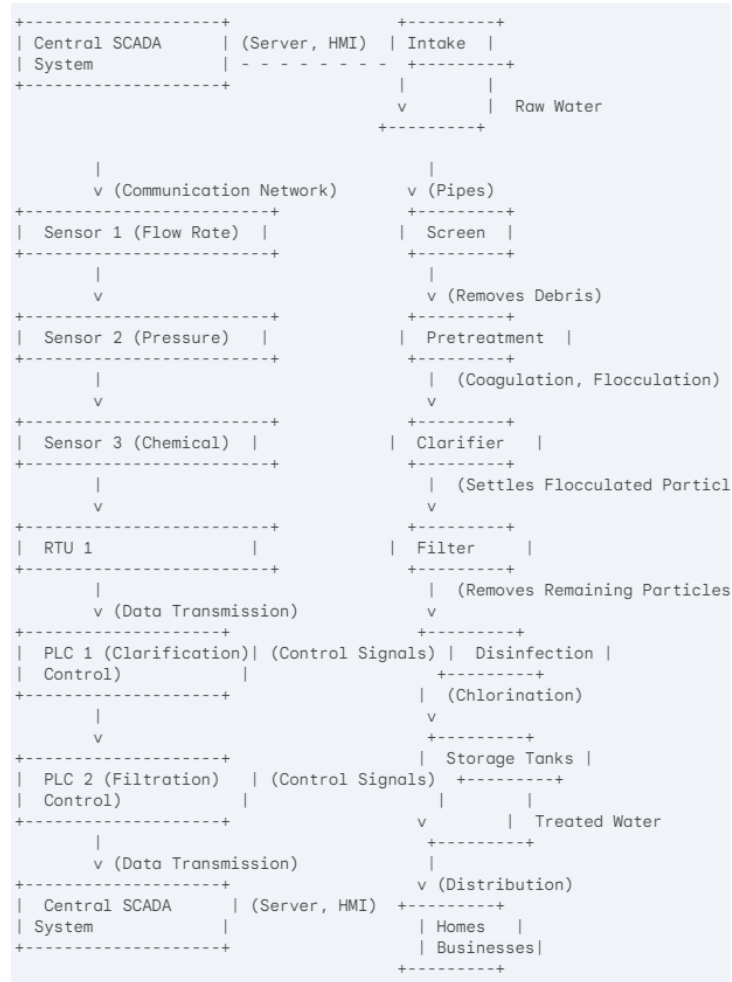 +---------------------+ +---------+
| Central SCADA | (Server, HMI) | Intake |
| System | - - - - - - - - +---------+
+---------------------+ | |
v | Raw Water
+---------+
| |
v (Communication Network) v (Pipes)
+-------------------------+ +---------+
| Sensor 1 (Flow Rate) | | Screen |
+-------------------------+ +---------+
| |
v v (Removes Debris)
+-------------------------+ +---------+
| Sensor 2 (Pressure) | | Pretreatment |
+-------------------------+ +---------+
| | (Coagulation, Flocculation)
v v
+-------------------------+ +---------+
| Sensor 3 (Chemical) | | Clarifier |
+-------------------------+ +---------+
| | (Settles Flocculated Particl
v v
+-------------------------+ +---------+
| RTU 1 | | Filter |
+-------------------------+ +---------+
| | (Removes Remaining Particles
v (Data Transmission) v
+--------------------+ +---------+
| PLC 1 (Clarification)| (Control Signals) | Disinfection |
| Control) | +---------+
+--------------------+ | (Chlorination)
| v
v +---------+
+--------------------+ | Storage Tanks |
| PLC 2 (Filtration) | (Control Signals) +---------+
| Control) | | |
+--------------------+ v | Treated Water
| +---------+
v (Data Transmission) |
+--------------------+ v (Distribution)
| Central SCADA | (Server, HMI) +---------+
| System | | Homes |
+--------------------+ | Businesses|
+---------+